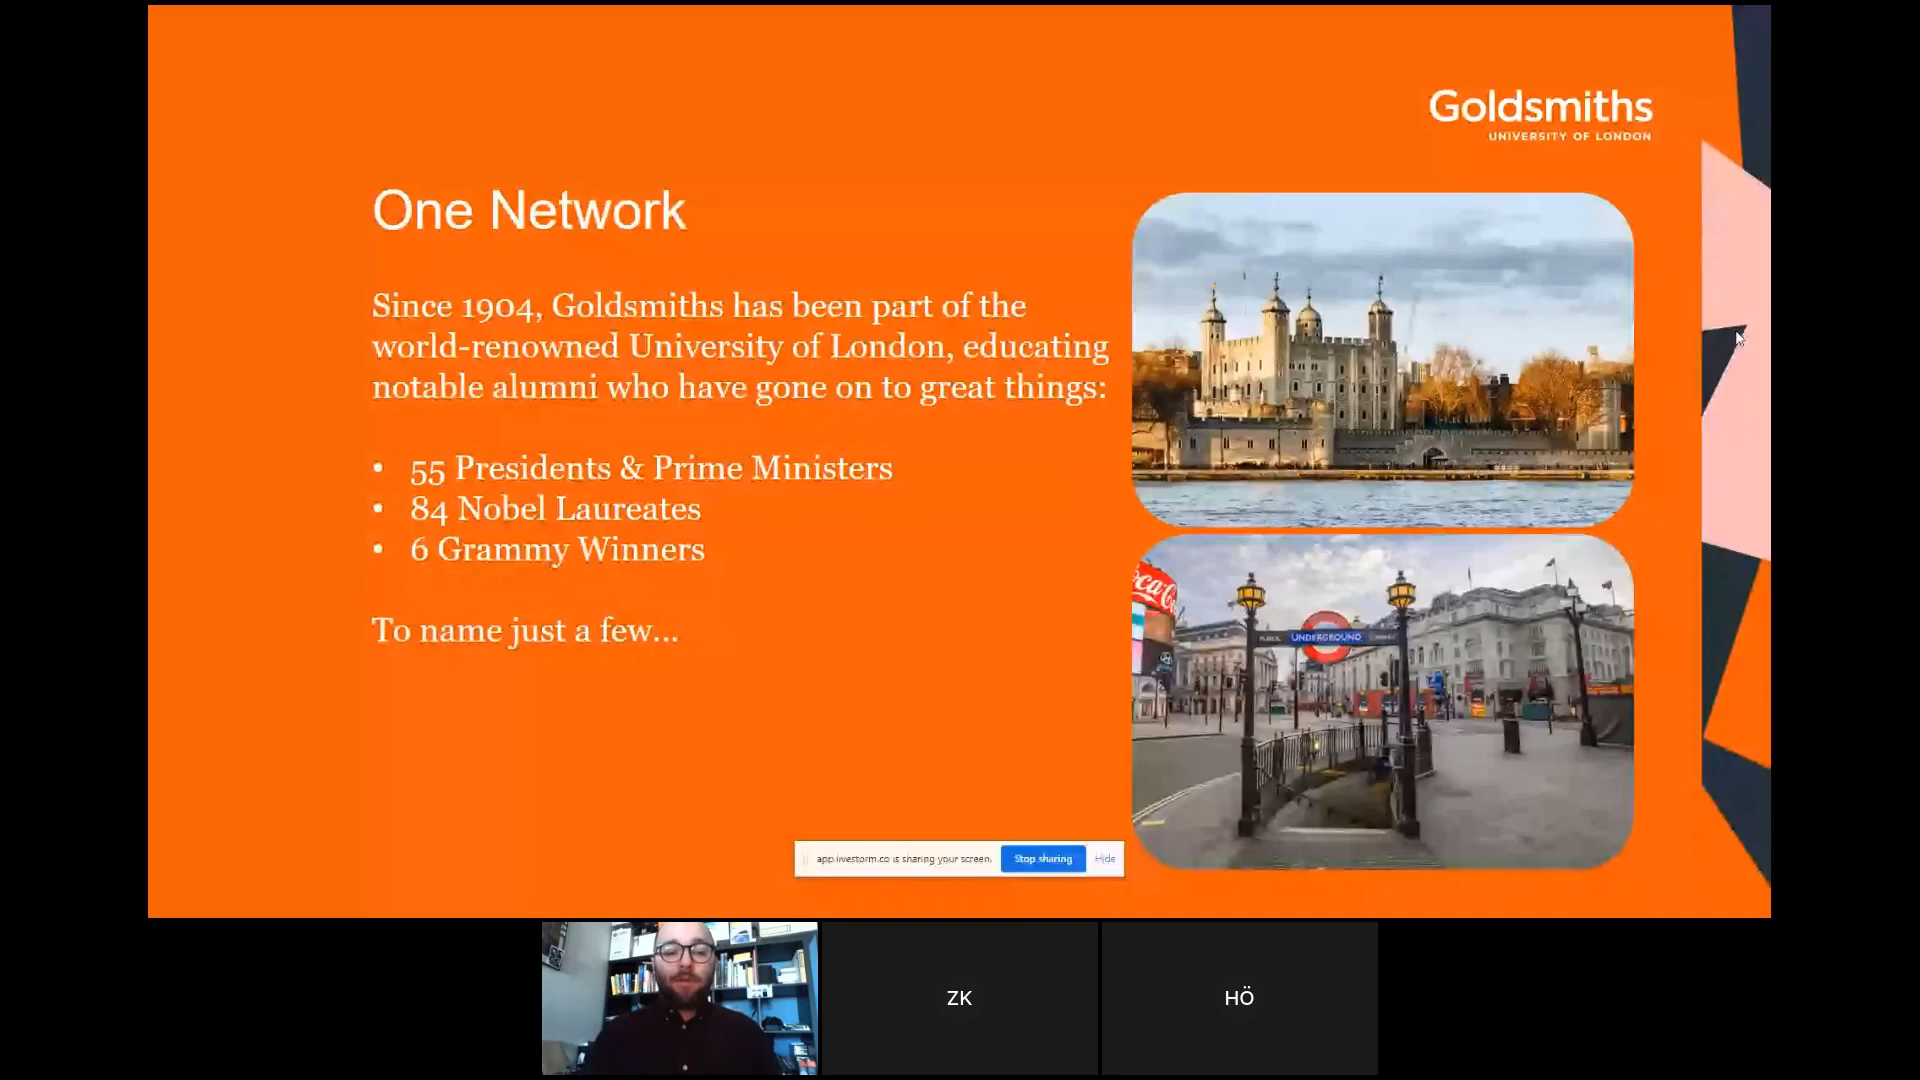 Goldsmiths
UNIVERSITY OF LONDON
One Network
Since 1904, Goldsmiths has been part of the
world-renowned University of London, educating
notable alumni who have gone on to great things:
• 55 Presidents & Prime Ministers
• 84 Nobel Laureates
• 6 Grammy Winners
To name just a few...
UNDERGROUND
app.livestorm.co is sharing your screen.
Stop sharing
Hide
ZK
HÖ